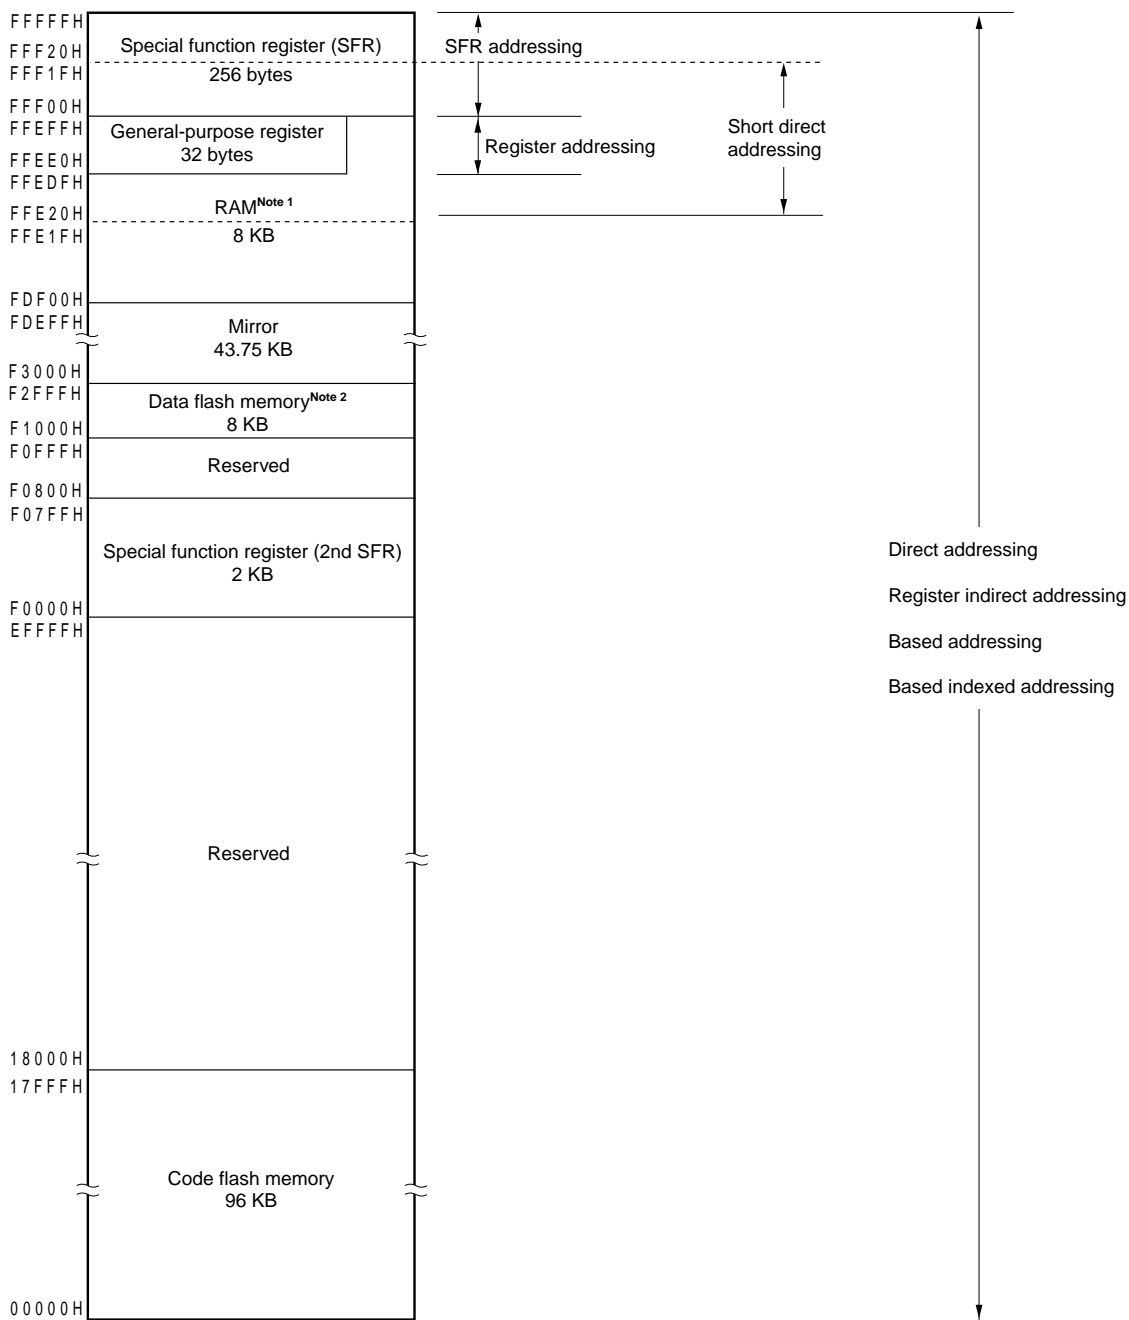 FFFFFH
Special function register (SFR)
256 bytes
SFR addressing
FFF20H
FFF1FH
FFF00H
FFEFFH
General-purpose register
32 bytes
Register addressing
Short direct
addressing
FFEE0H
FFEDFH
RAMNote 1
8 KB
FFE20H
FFE1FH
FDF00H
FDEFFH
Mirror
43.75 KB
F3000H
F2FFFH
Data flash memoryNote 2
8 KB
F1000H
F0FFFH
Reserved
F0800H
F07FFH
Special function register (2nd SFR)
2 KB
Direct addressing
Register indirect addressing
Based addressing
Based indexed addressing
F0000H
EFFFFH
Reserved
18000H
17FFFH
Code flash memory
96 KB
00000H